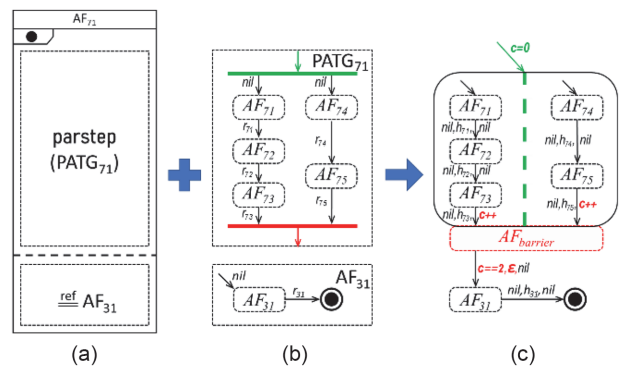 AF71
parstep
(PATG71)
ref AF31
(a)
PATG71
nil nil
AF71 AF74
r71
AF72
r74
r72
AF73 AF75
r73 r75
AF31
nil
AF31 r31
(b)
c=0
AF71 AF74
nil,h71,nil nil,h74,nil
AF72
nil,h72,nil
AF73 AF75
nil,h73,c++ nil,h75,c++
AFbarrier
c==2,ε,nil
AF31 nil,h31,nil
(c)